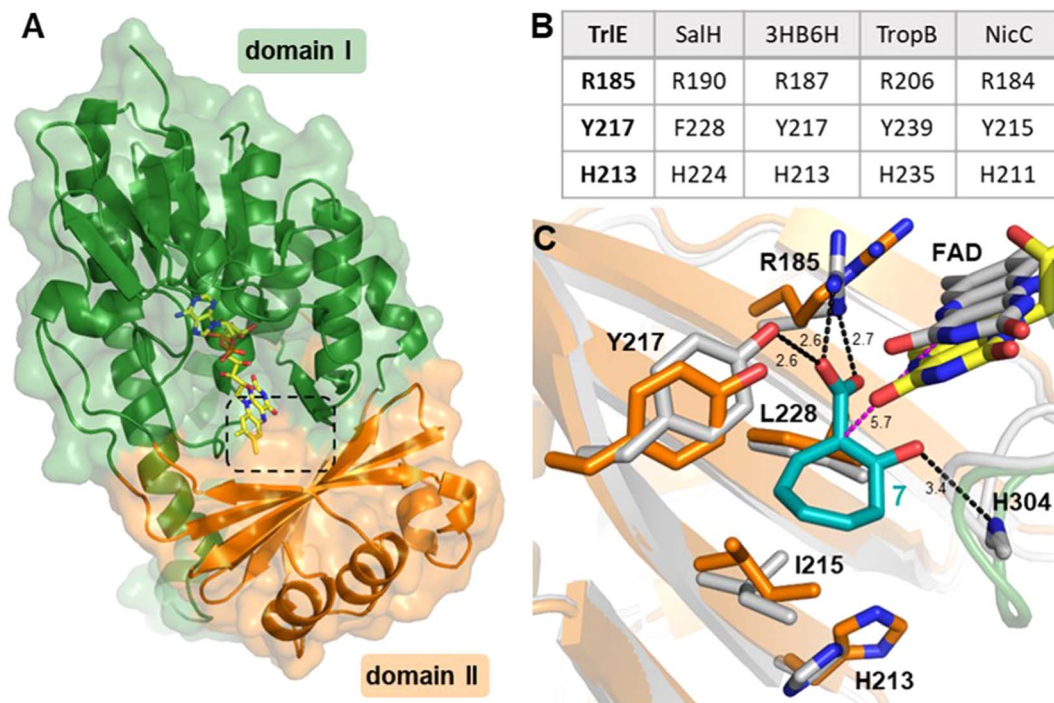 A
domain I
domain II
B
TrlE SalH 3HB6H TropB NicC
R185 R190 R187 R206 R184
Y217 F228 Y217 Y239 Y215
H213 H224 H213 H235 H211
C
R185
FAD
Y217
2.6
2.6
2.7
L228
5.7
7
3.4
H304
I215
H213